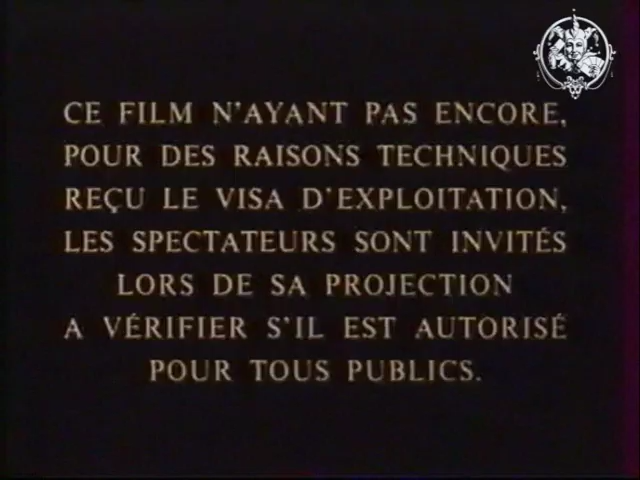 CE FILM N'AYANT PAS ENCORE,
POUR DES RAISONS TECHNIQUES
REÇU LE VISA D'EXPLOITATION,
LES SPECTATEURS SONT INVITÉS
LORS DE SA PROJECTION
A VÉRIFIER S'IL EST AUTORISÉ
POUR TOUS PUBLICS.